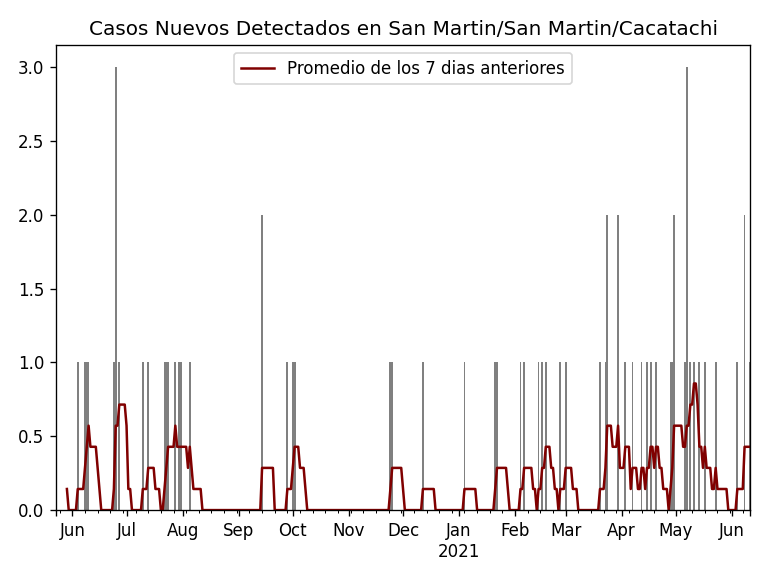 Casos Nuevos Detectados en San Martin/San Martin/Cacatachi
Promedio de los 7 dias anteriores
3.0
2.5
2.0
1.5
1.0
0.5
0.0
Jun Jul Aug Sep Oct Nov Dec Jan Feb Mar Apr May Jun
2021